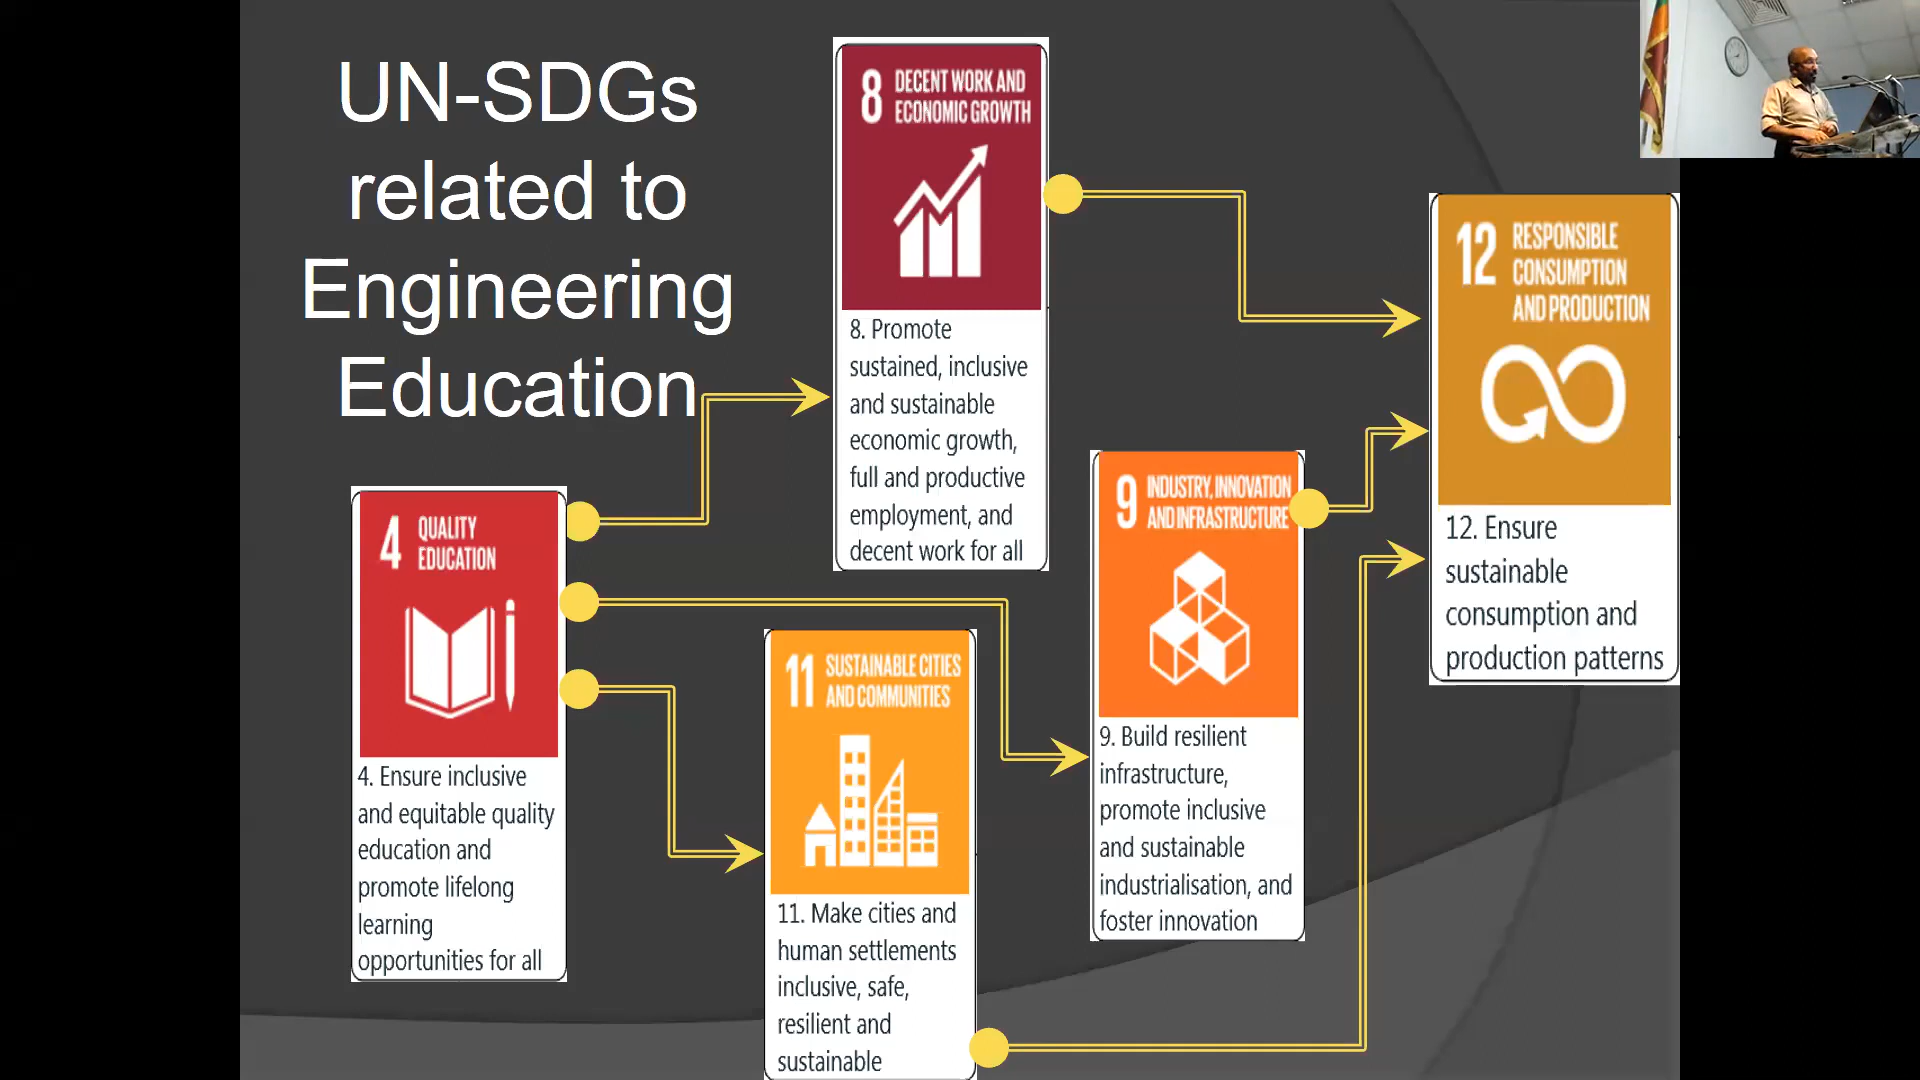 UN-SDGs
related to
Engineering
Education
8 DECENT WORK AND
ECONOMIC GROWTH
8. Promote
sustained, inclusive
and sustainable
economic growth,
full and productive
employment, and
decent work for all
12 RESPONSIBLE
CONSUMPTION
AND PRODUCTION
12. Ensure
sustainable
consumption and
production patterns
4 QUALITY
EDUCATION
4. Ensure inclusive
and equitable quality
education and
promote lifelong
learning
opportunities for all
9 INDUSTRY, INNOVATION
AND INFRASTRUCTURE
9. Build resilient
infrastructure,
promote inclusive
and sustainable
industrialisation, and
foster innovation
11 SUSTAINABLE CITIES
AND COMMUNITIES
11. Make cities and
human settlements
inclusive, safe,
resilient and
sustainable